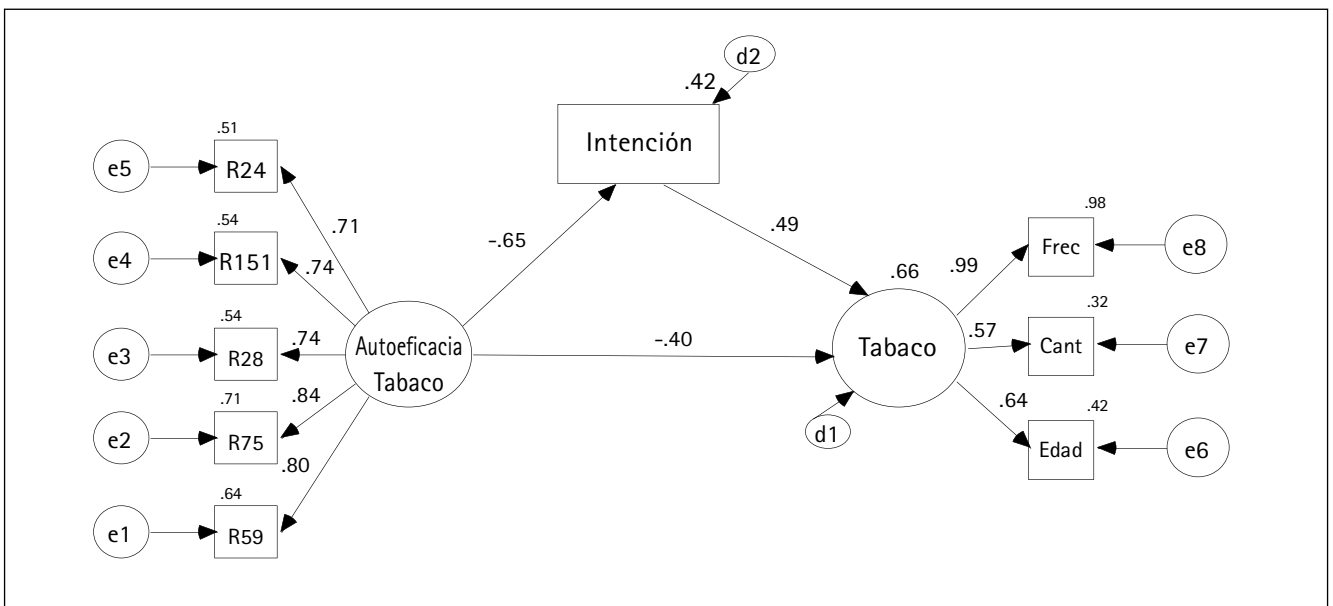 d2
.42
Intención
.51
e5
R24
.71
.54
e4
R151
.74
.54
e3
R28
.74
.71
e2
R75
.84
.64
e1
R59
.80
Autoeficacia
Tabaco
-.65
.49
-.40
.66
Tabaco
d1
.99
.98
Frec
e8
.57
.32
Cant
e7
.64
.42
Edad
e6